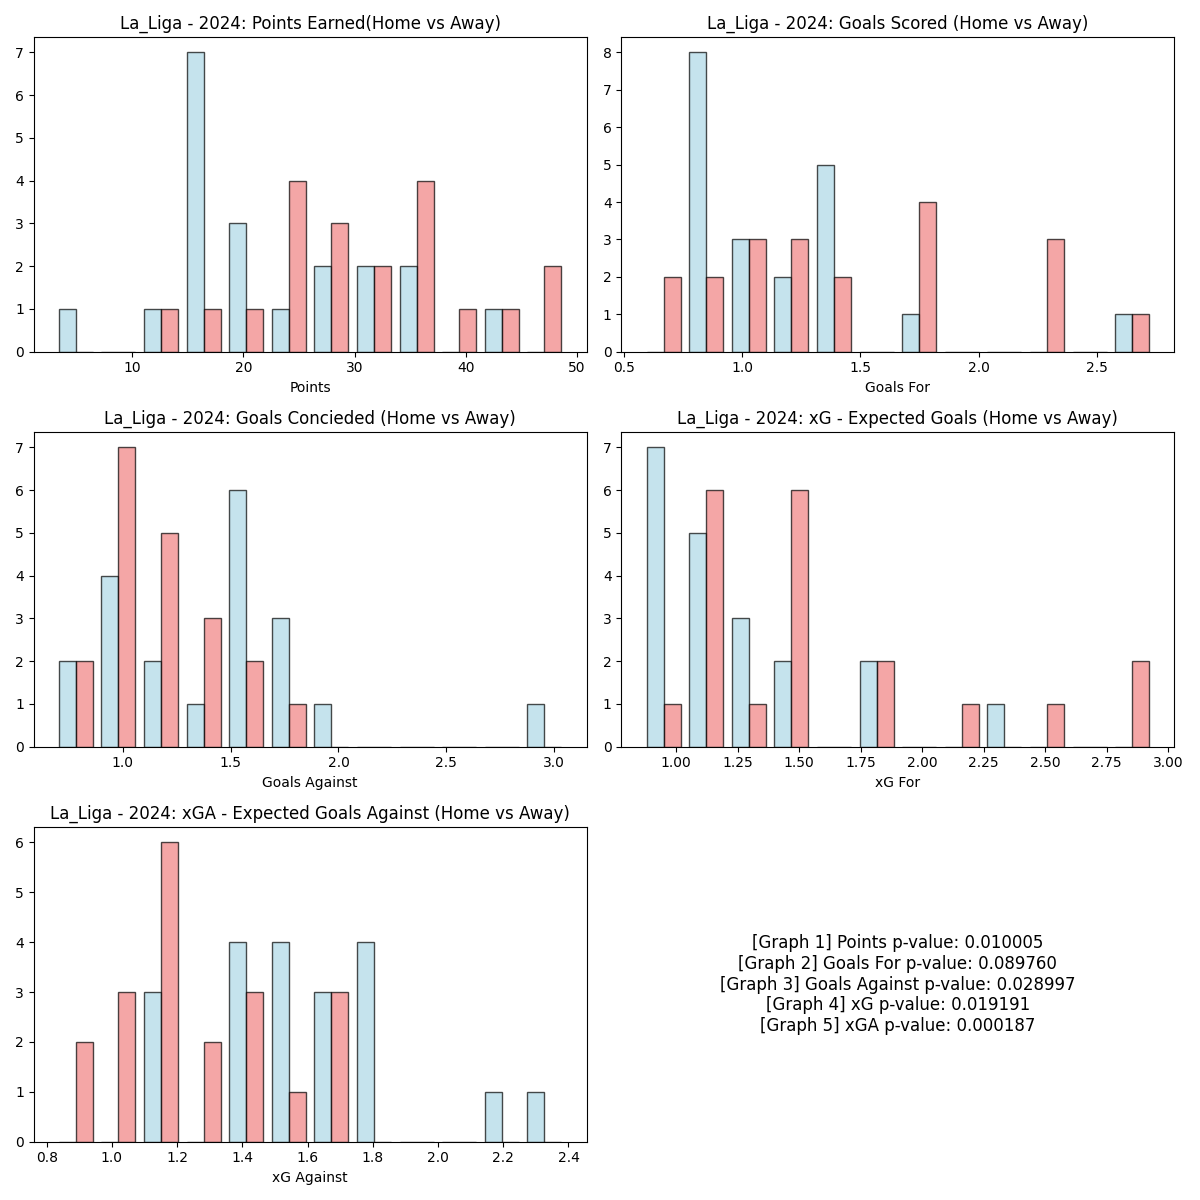 La_Liga - 2024: Points Earned(Home vs Away)
7
6
5
4
3
2
1
0
10 20 30 40 50
Points
La_Liga - 2024: Goals Scored (Home vs Away)
8
7
6
5
4
3
2
1
0
0.5 1.0 1.5 2.0 2.5
Goals For
La_Liga - 2024: Goals Concieded (Home vs Away)
7
6
5
4
3
2
1
0
1.0 1.5 2.0 2.5 3.0
Goals Against
La_Liga - 2024: xG - Expected Goals (Home vs Away)
7
6
5
4
3
2
1
0
1.00 1.25 1.50 1.75 2.00 2.25 2.50 2.75 3.00
xG For
La_Liga - 2024: xGA - Expected Goals Against (Home vs Away)
6
5
4
3
2
1
0
0.8 1.0 1.2 1.4 1.6 1.8 2.0 2.2 2.4
xG Against
[Graph 1] Points p-value: 0.010005
[Graph 2] Goals For p-value: 0.089760
[Graph 3] Goals Against p-value: 0.028997
[Graph 4] xG p-value: 0.019191
[Graph 5] xGA p-value: 0.000187